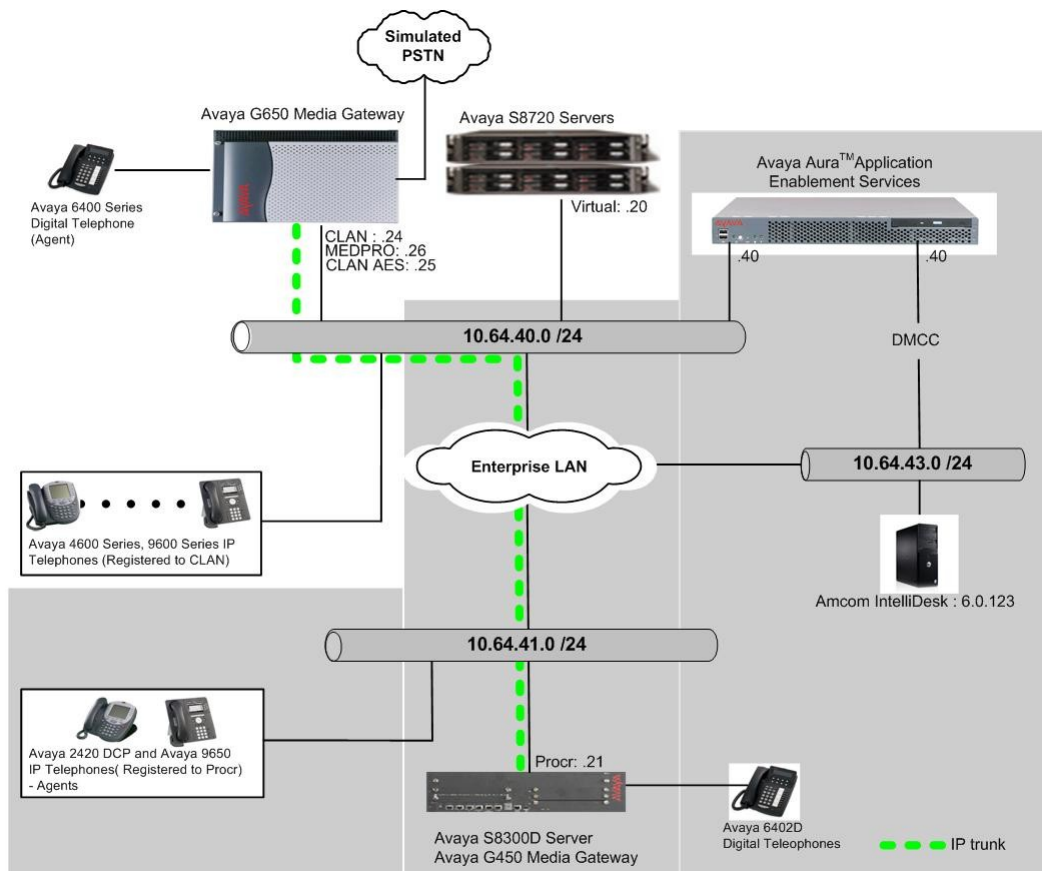 Simulated
PSTN
Avaya G650 Media Gateway
Avaya S8720 Servers
Avaya Aura™Application
Enablement Services
Virtual: .20
Avaya 6400 Series
Digital Telephone
(Agent)
CLAN : .24
MEDPRO: .26
CLAN AES: .25
AVAYA
AVAYA
.40
.40
10.64.40.0 /24
DMCC
Enterprise LAN
10.64.43.0 /24
Avaya 4600 Series, 9600 Series IP
Telephones (Registered to CLAN)
Amcom IntelliDesk : 6.0.123
10.64.41.0 /24
Avaya 2420 DCP and Avaya 9650
IP Telephones( Registered to Procr)
- Agents
Procr: .21
AVAYA
Avaya S8300D Server
Avaya G450 Media Gateway
Avaya 6402D
Digital Teleophones
IP trunk